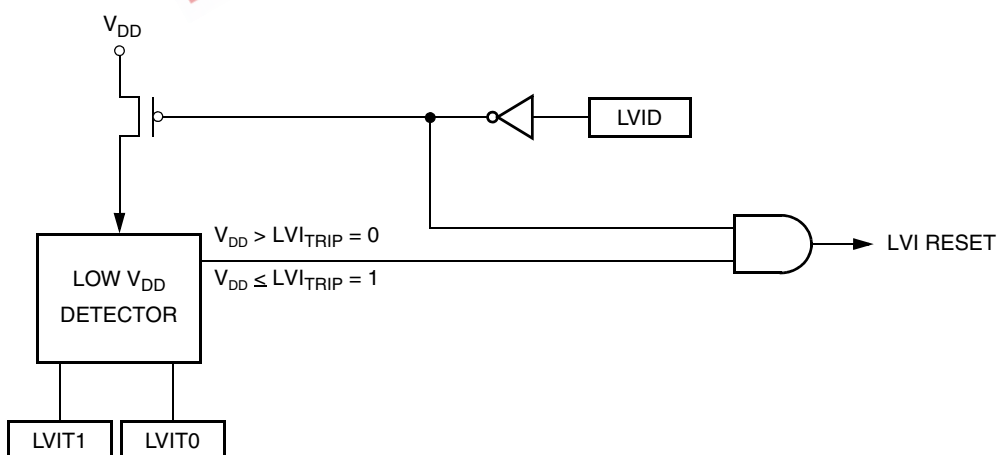 VDD
LVID
VDD > LVITRIP = 0
LVI RESET
VDD ≤ LVITRIP = 1
LOW VDD
DETECTOR
LVIT1
LVIT0